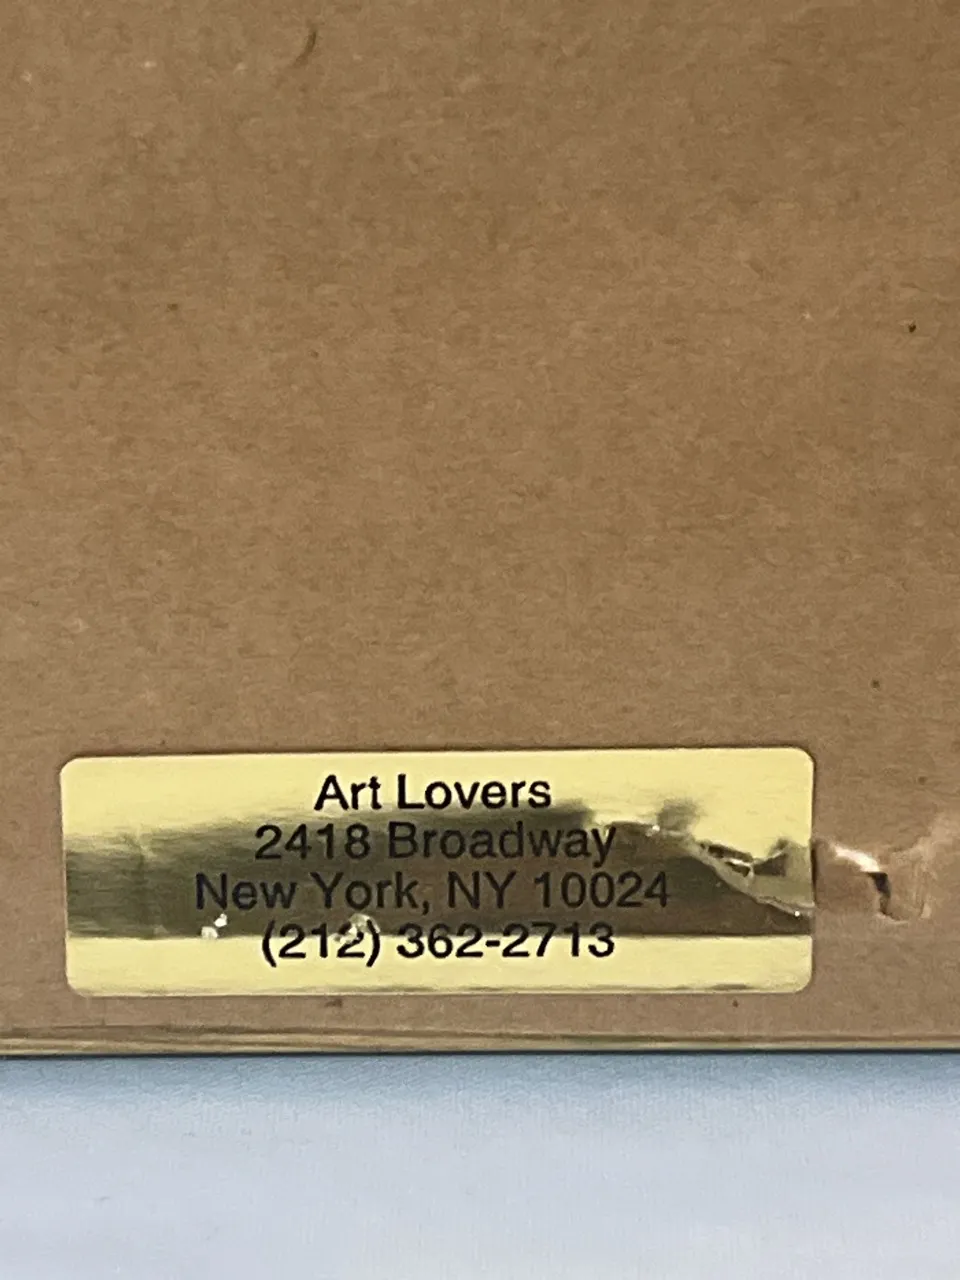 Art Lovers
2418 Broadway
New York, NY 10024
(212) 362-2713